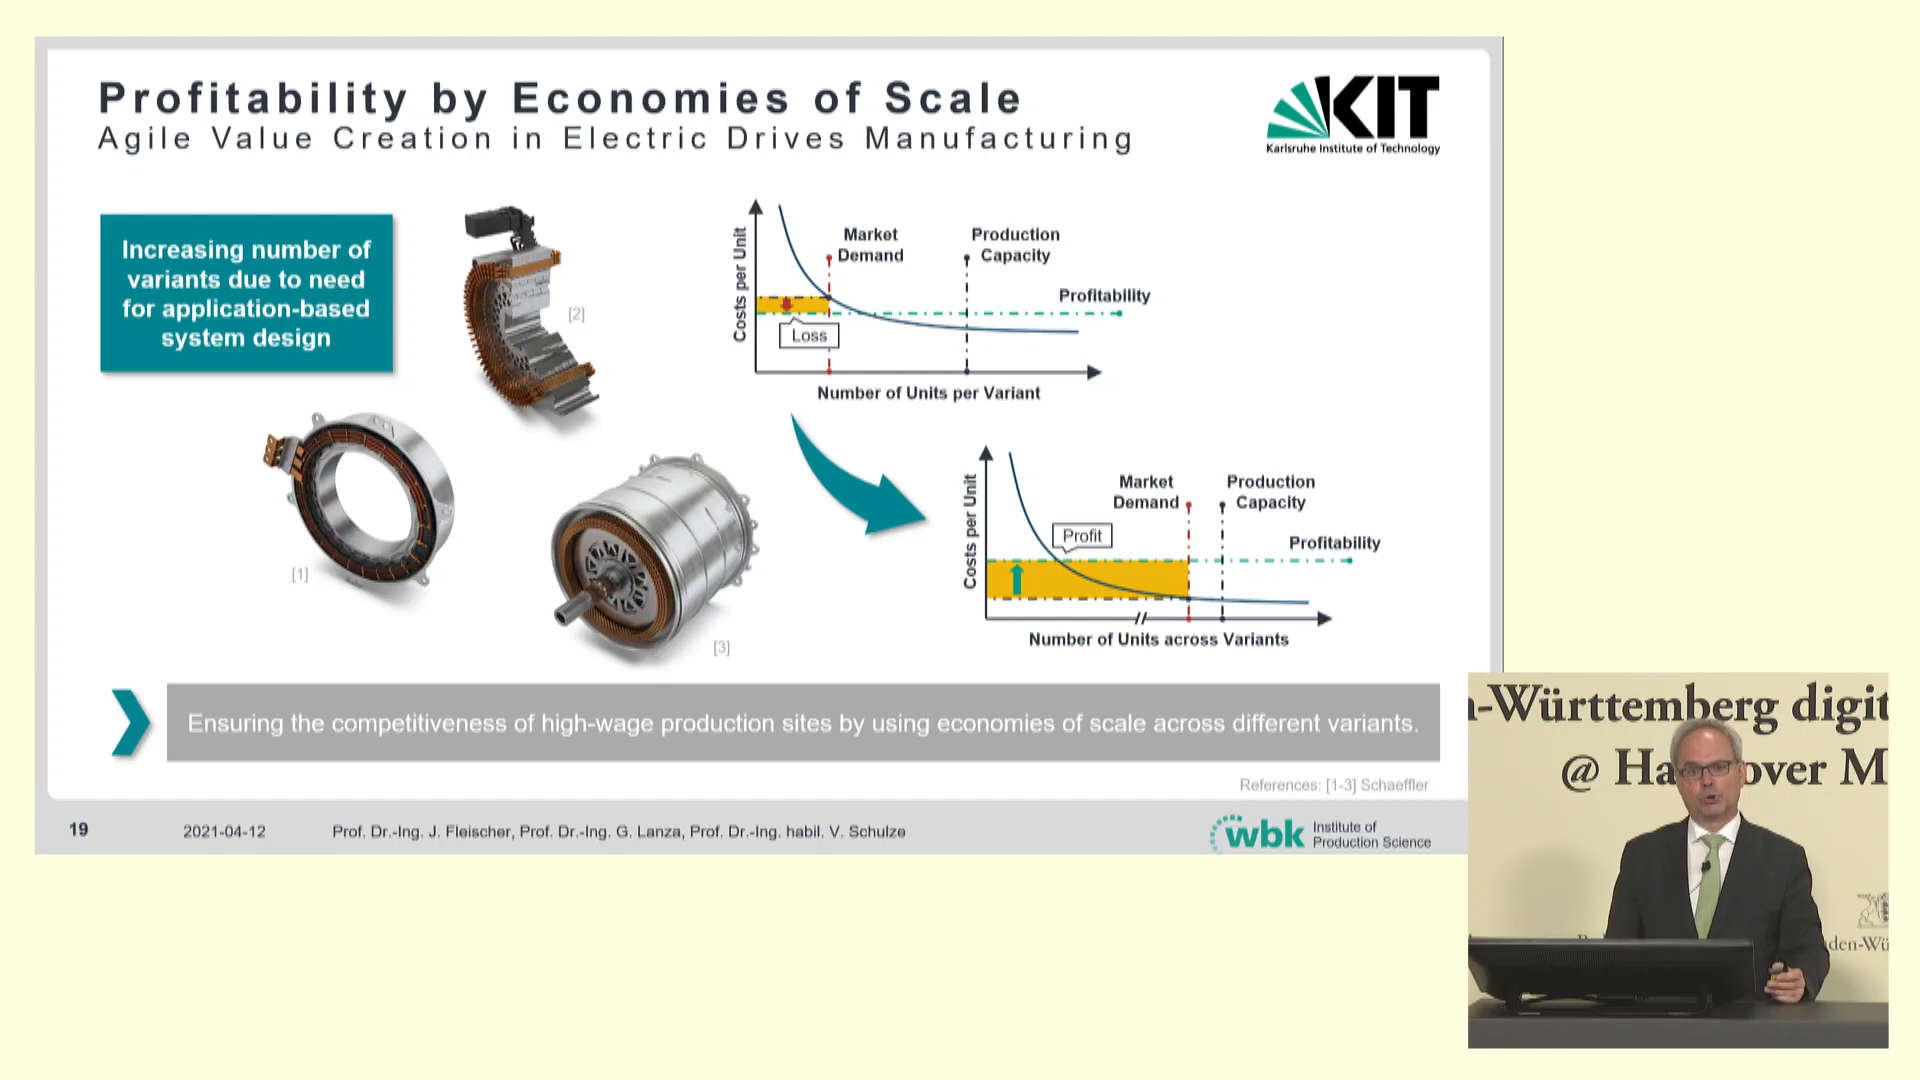 Profitability by Economies of Scale
Agile Value Creation in Electric Drives Manufacturing
KIT
Karlsruhe Institute of Technology
Increasing number of
variants due to need
for application-based
system design
[2]
[1]
[3]
Costs per Unit
Market
Demand
Production
Capacity
Profitability
Loss
Number of Units per Variant
Costs per Unit
Market
Demand
Production
Capacity
Profit
Profitability
Number of Units across Variants
Ensuring the competitiveness of high-wage production sites by using economies of scale across different variants.
References: [1-3] Schaeffler
19
2021-04-12
Prof. Dr.-Ing. J. Fleischer, Prof. Dr.-Ing. G. Lanza, Prof. Dr.-Ing. habil. V. Schulze
wbk
Institute of
Production Science
-Württemberg digit
@ Ha over M
den-Wü